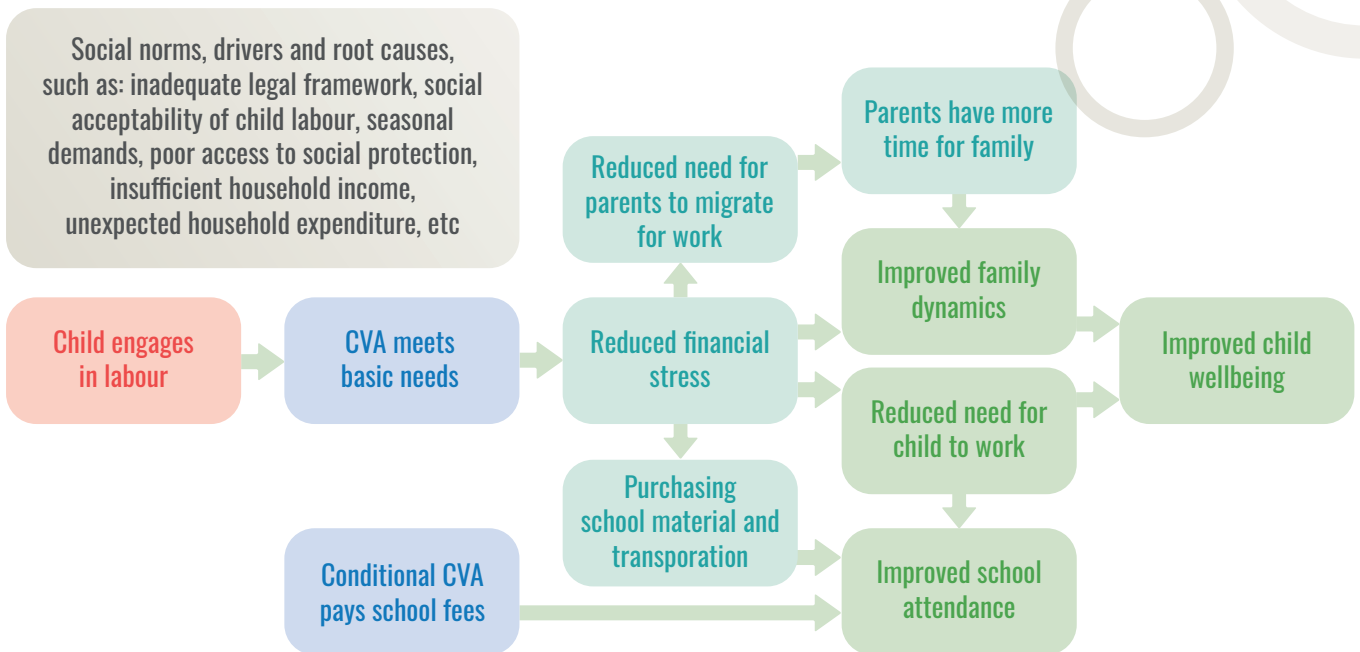 Social norms, drivers and root causes,
such as: inadequate legal framework, social
acceptability of child labour, seasonal
demands, poor access to social protection,
insufficient household income,
unexpected household expenditure, etc
Child engages
in labour
CVA meets
basic needs
Conditional CVA
pays school fees
Reduced need for
parents to migrate
for work
Reduced financial
stress
Purchasing
school material and
transporation
Parents have more
time for family
Improved family
dynamics
Reduced need for
child to work
Improved school
attendance
Improved child
wellbeing